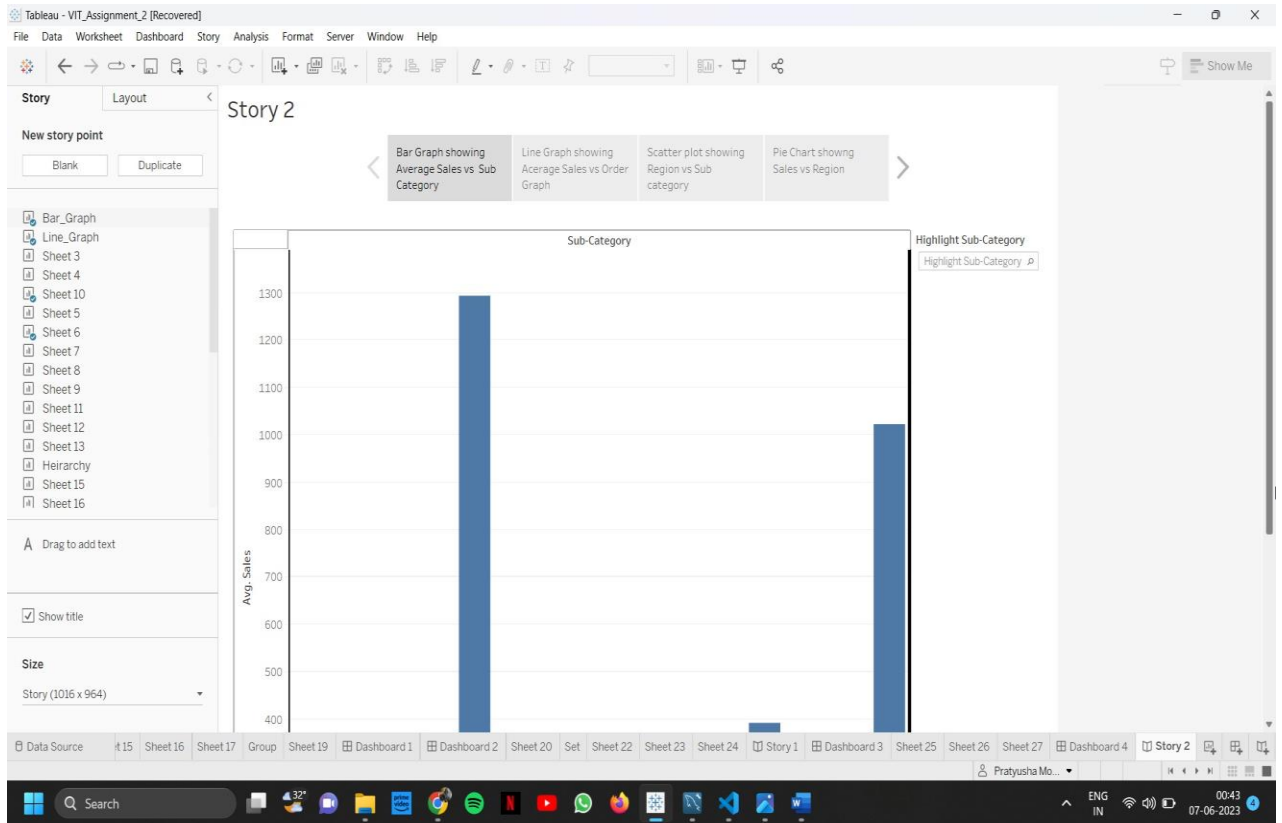 Tableau - VIT_Assignment_2 [Recovered]
File Data Worksheet Dashboard Story Analysis Format Server Window Help
Show Me
Story Layout
New story point
Blank Duplicate
Bar_Graph
Line_Graph
Sheet 3
Sheet 4
Sheet 10
Sheet 5
Sheet 6
Sheet 7
Sheet 8
Sheet 9
Sheet 11
Sheet 12
Sheet 13
Heirarchy
Sheet 15
Sheet 16
A Drag to add text
Show title
Size
Story (1016 x 964)
Story 2
Bar Graph showing
Average Sales vs Sub
Category
Line Graph showing
Acerage Sales vs Order
Graph
Scatter plot showing
Region vs Sub
category
Pie Chart showng
Sales vs Region
Sub-Category
Highlight Sub-Category
Highlight Sub-Category
1300
1200
1100
1000
900
800
700
600
500
400
Avg. Sales
Data Source t 15 Sheet 16 Sheet 17 Group Sheet 19 Dashboard 1 Dashboard 2 Sheet 20 Set Sheet 22 Sheet 23 Sheet 24 Story 1 Dashboard 3 Sheet 25 Sheet 26 Sheet 27 Dashboard 4 Story 2
Pratyusha Mo...
Search
32°
prime video
ENG
IN
00:43
07-06-2023
4